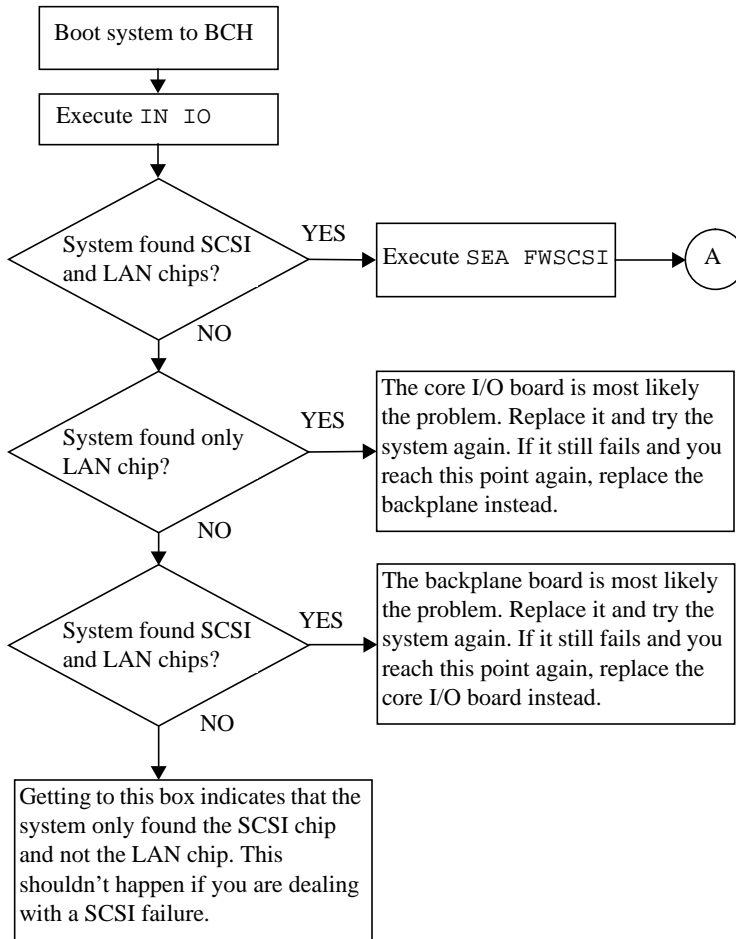 Boot system to BCH
Execute IN IO
System found SCSI
and LAN chips?
YES
Execute SEA FWSCSI
A
NO
System found only
LAN chip?
YES
The core I/O board is most likely
the problem. Replace it and try the
system again. If it still fails and you
reach this point again, replace the
backplane instead.
NO
System found SCSI
and LAN chips?
YES
The backplane board is most likely
the problem. Replace it and try the
system again. If it still fails and you
reach this point again, replace the
core I/O board instead.
NO
Getting to this box indicates that the
system only found the SCSI chip
and not the LAN chip. This
shouldn't happen if you are dealing
with a SCSI failure.